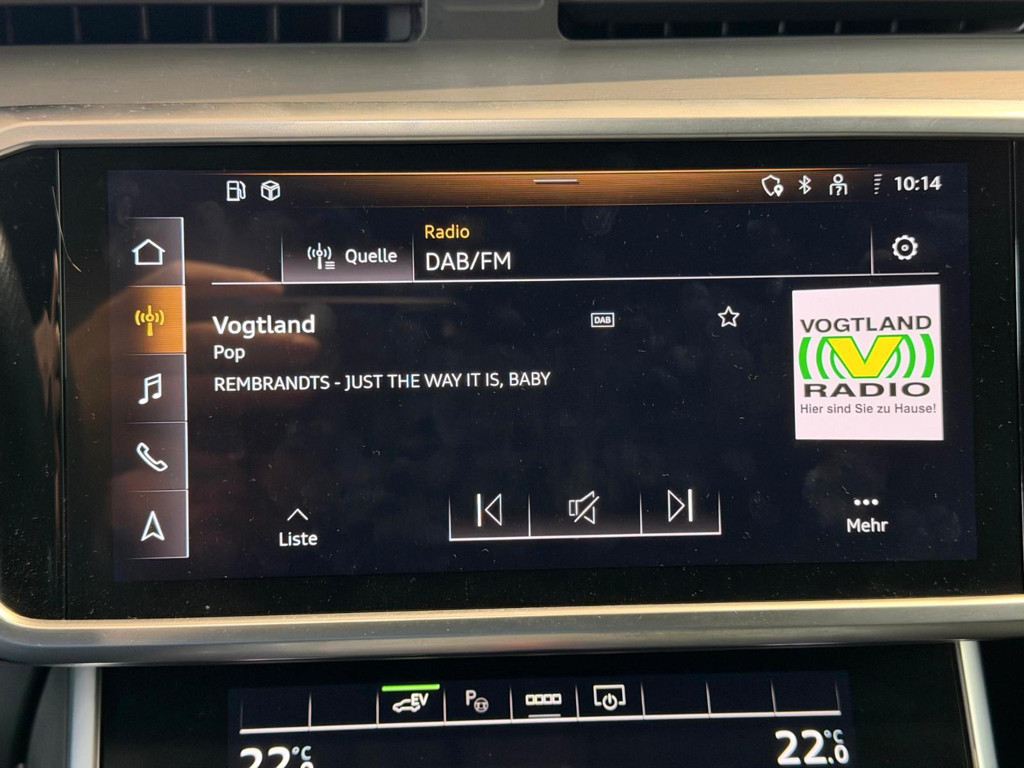 10:14
Radio
Quelle
DAB/FM
Vogtland
DAB
Pop
REMBRANDTS - JUST THE WAY IT IS, BABY
VOGTLAND
V
RADIO
Hier sind Sie zu Hause!
Liste
Mehr
EV
P
22°C
22.0°C